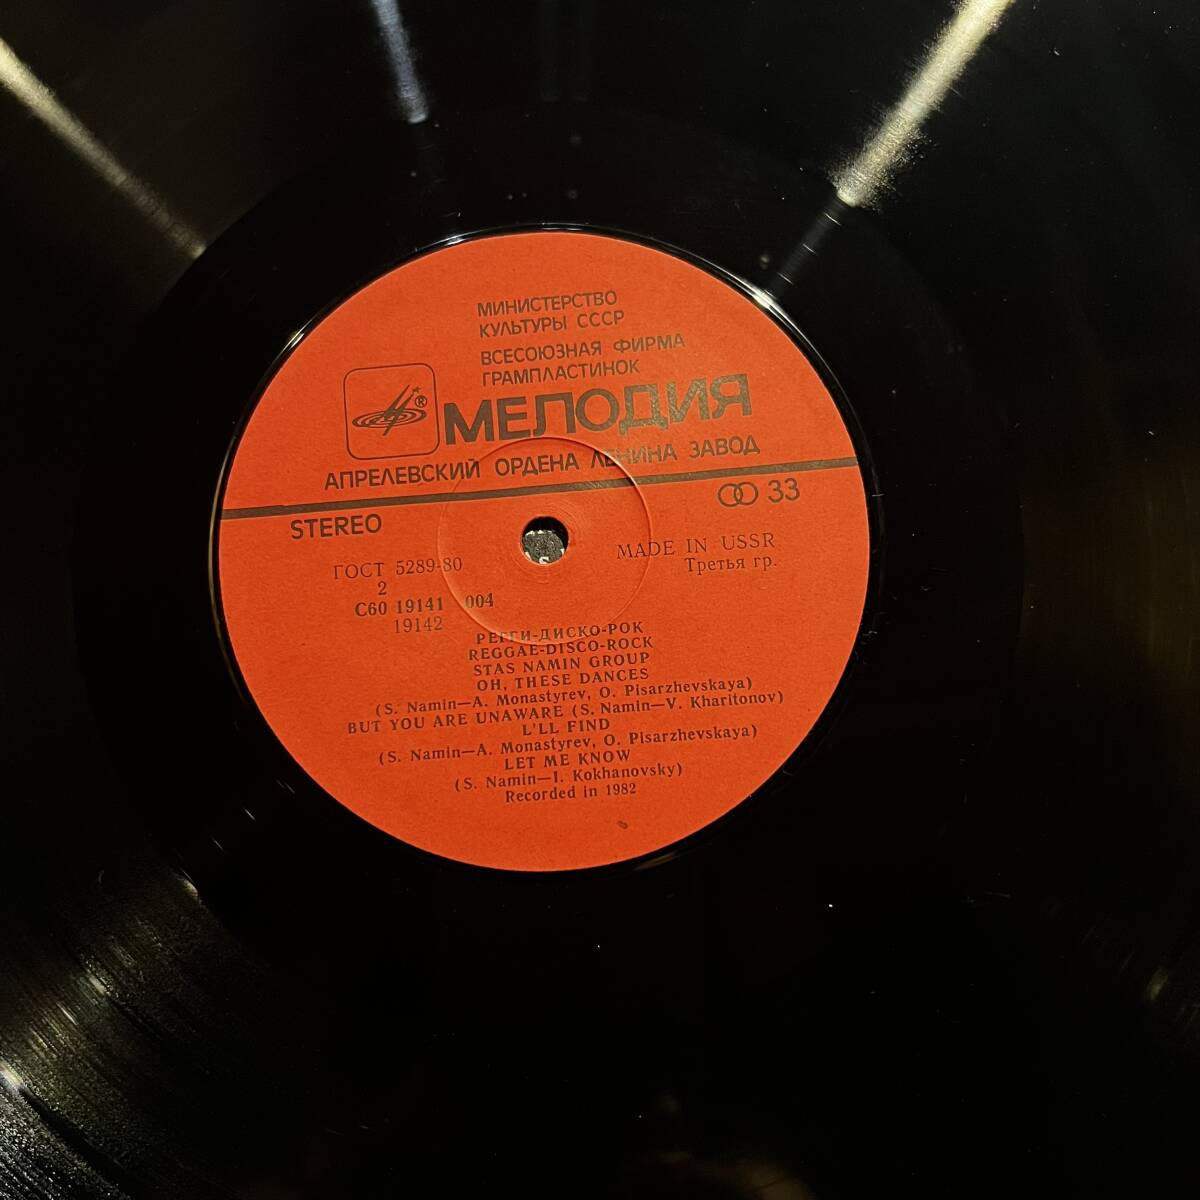 МИНИСТЕРСТВО
КУЛЬТУРЫ СССР
ВСЕСОЮЗНАЯ ФИРМА
ГРАМПЛАСТИНОК
® МЕЛОДИЯ
АПРЕЛЕВСКИЙ ОРДЕНА ЛЕНИНА ЗАВОД
STEREO
33
ГОСТ 5289-80
MADE IN USSR
2
Третья гр.
С60 19141 004
19142
РЕГГИ-ДИСКО-РОК
REGGAE-DISCO-ROCK
STAS NAMIN GROUP
OH, THESE DANCES
(S. Namin—A. Monastyrev, O. Pisarzhevskaya)
BUT YOU ARE UNAWARE (S. Namin—V. Kharitonov)
L'LL FIND
(S. Namin—A. Monastyrev, O. Pisarzhevskaya)
LET ME KNOW
(S. Namin—I. Kokhanovsky)
Recorded in 1982